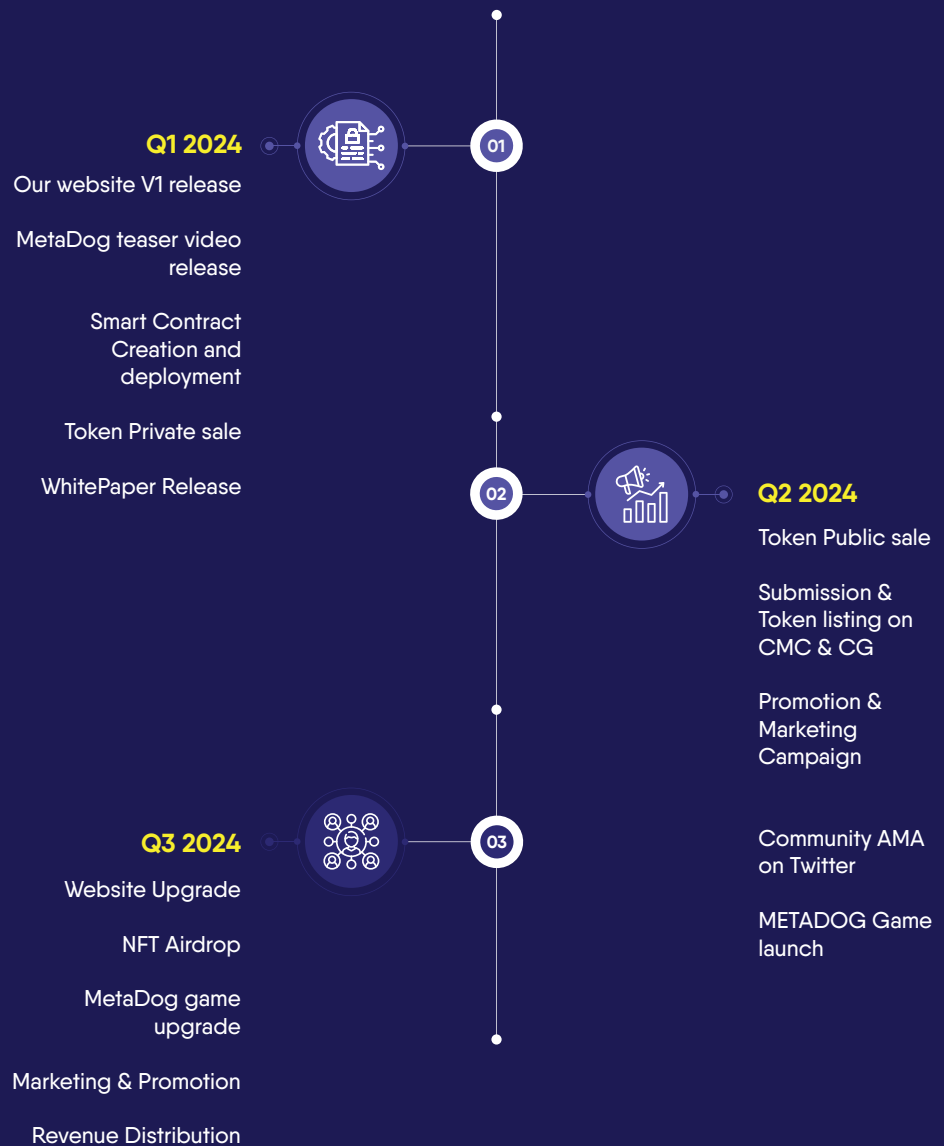 01
Q1 2024
Our website V1 release
MetaDog teaser video
release
Smart Contract
Creation and
deployment
Token Private sale
WhitePaper Release
02
Q2 2024
Token Public sale
Submission &
Token listing on
CMC & CG
Promotion &
Marketing
Campaign
Community AMA
on Twitter
METADOG Game
launch
03
Q3 2024
Website Upgrade
NFT Airdrop
MetaDog game
upgrade
Marketing & Promotion
Revenue Distribution